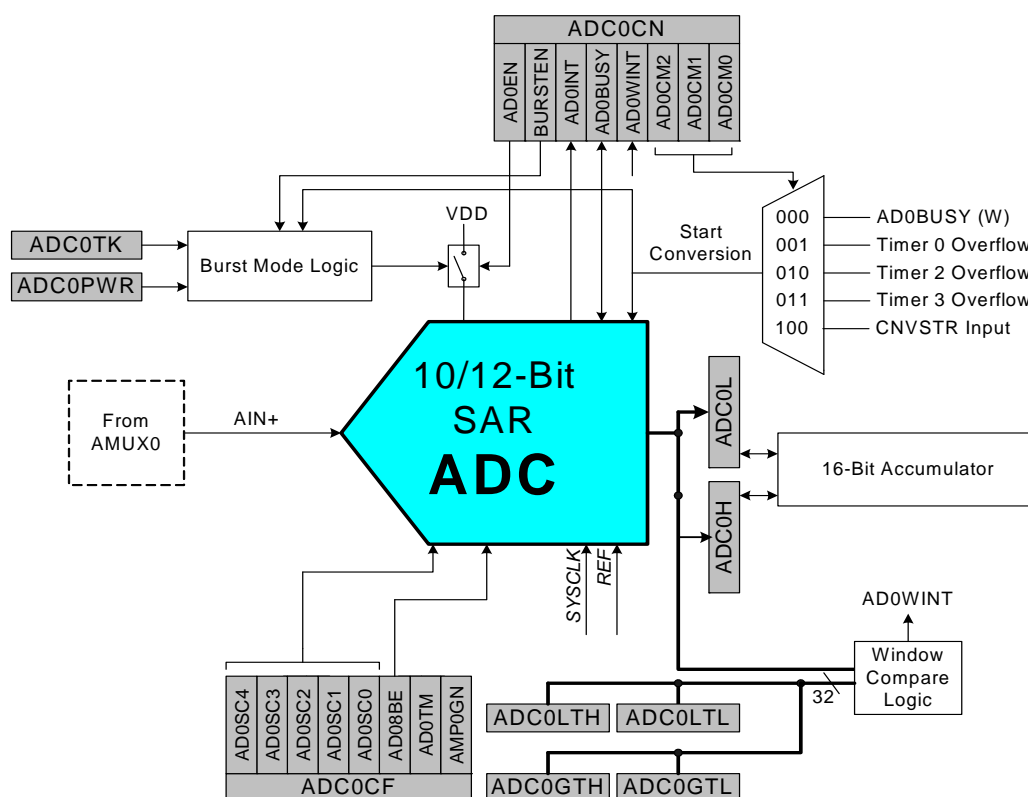 ADC0CN
AD0EN
BURSTEN
AD0INT
AD0BUSY
AD0WINT
AD0CM2
AD0CM1
AD0CM0
VDD
Start
Conversion
000
001
010
011
100
AD0BUSY (W)
Timer 0 Overflow
Timer 2 Overflow
Timer 3 Overflow
CNVSTR Input
ADC0TK
ADC0PWR
Burst Mode Logic
From
AMUX0
AIN+
10/12-Bit
SAR
ADC
ADC0L
ADC0H
16-Bit Accumulator
SYSCLK
REF
AD0WINT
Window
Compare
Logic
32
AD0SC4
AD0SC3
AD0SC2
AD0SC1
AD0SC0
AD08BE
AD0TM
AMP0GN
ADC0CF
ADC0LTH
ADC0LTL
ADC0GTH
ADC0GTL